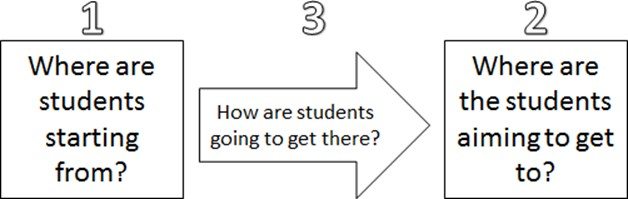 1
Where are
students
starting
from?
3
How are students
going to get there?
2
Where are
the students
aiming to get
to?